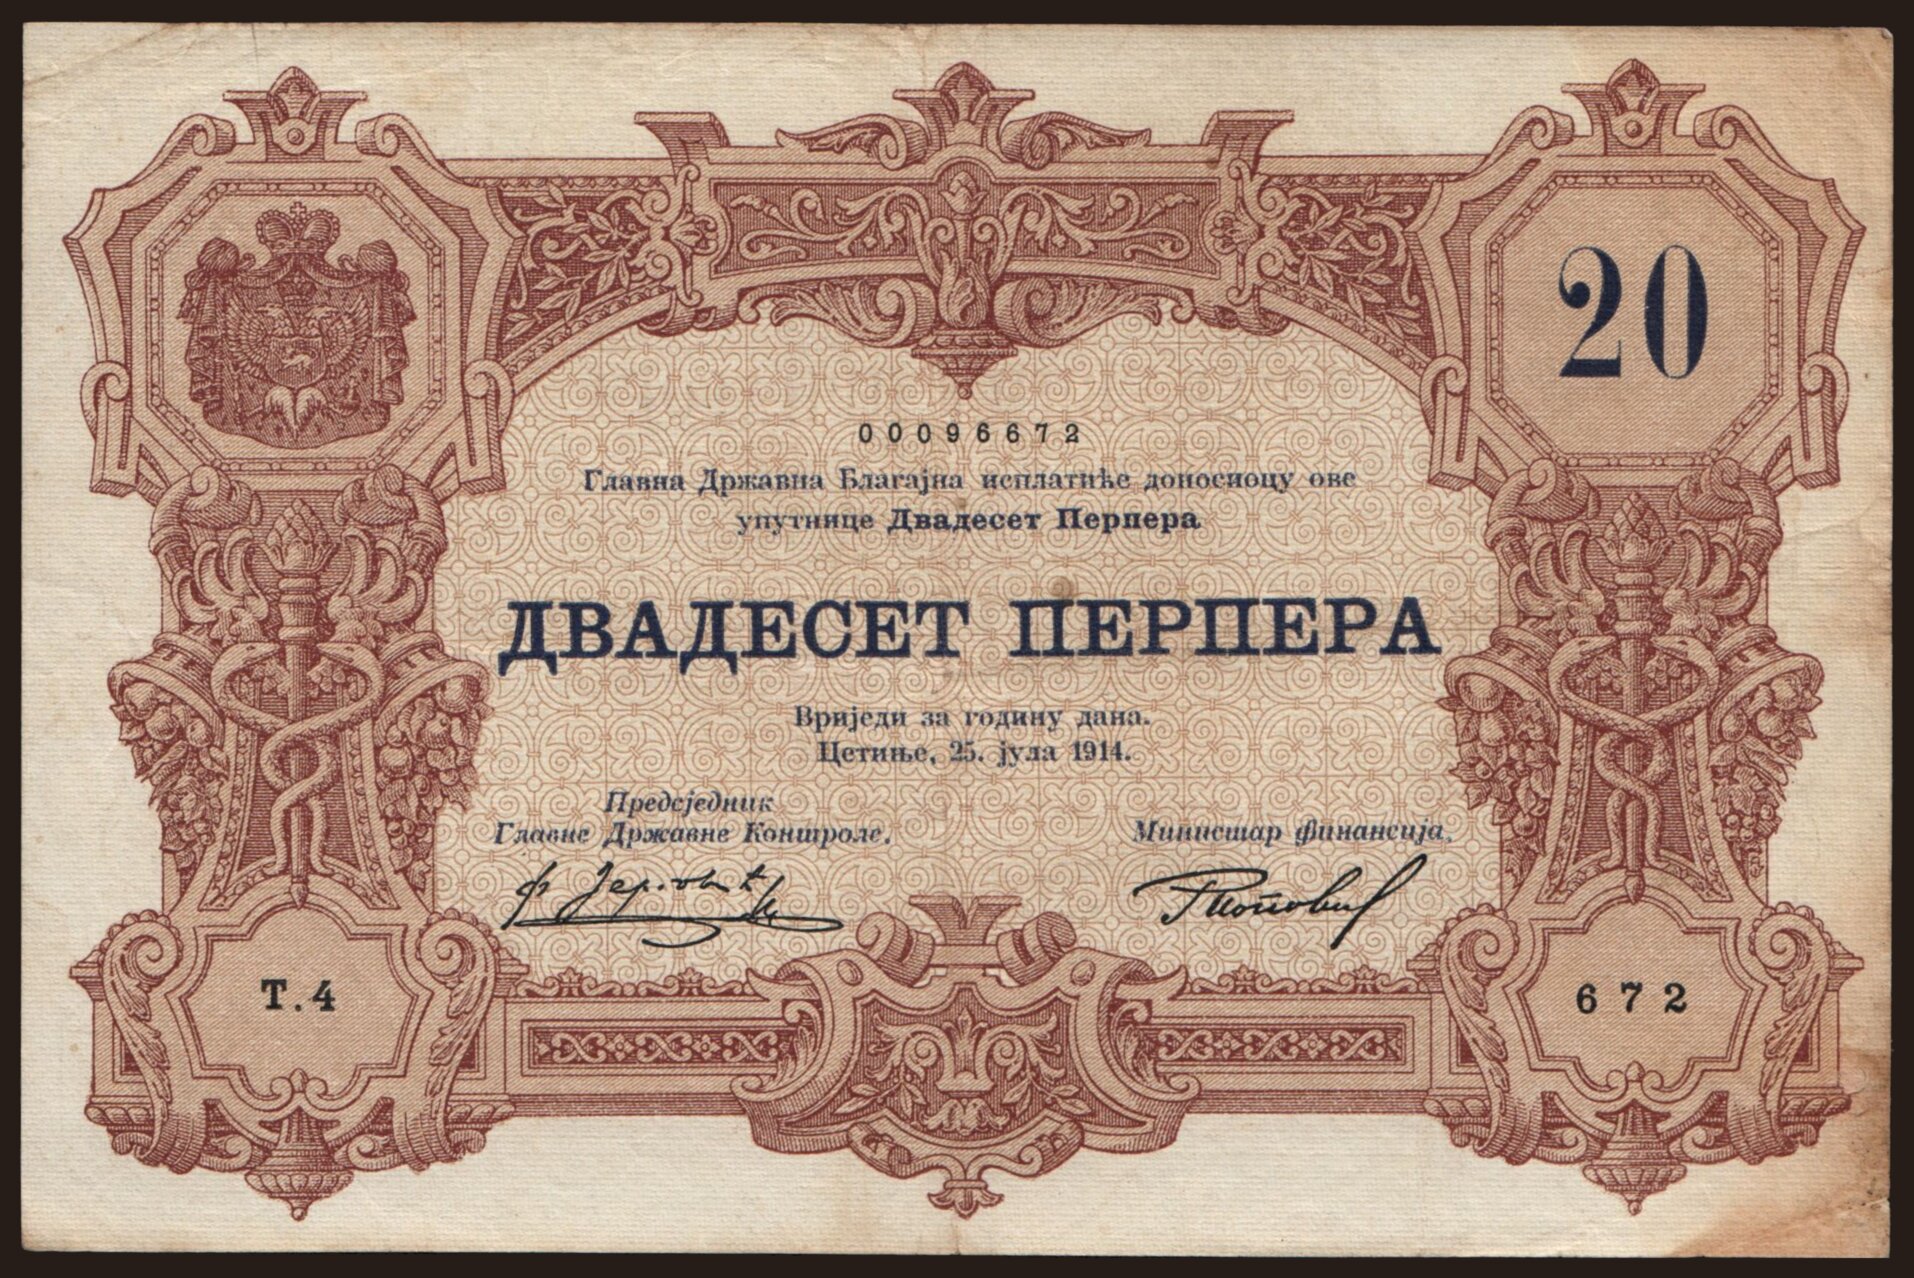 20
00096672
Главна Државна Благајна исплатиће доносиоцу ове
упутнице Двадесет Перпера
ДВАДЕСЕТ ПЕРПЕРА
Вриједи за годину дана.
Цетиње, 25. јула 1914.
Предсједник
Главне Државне Контроле.
Министар финансија,
Т.4
672